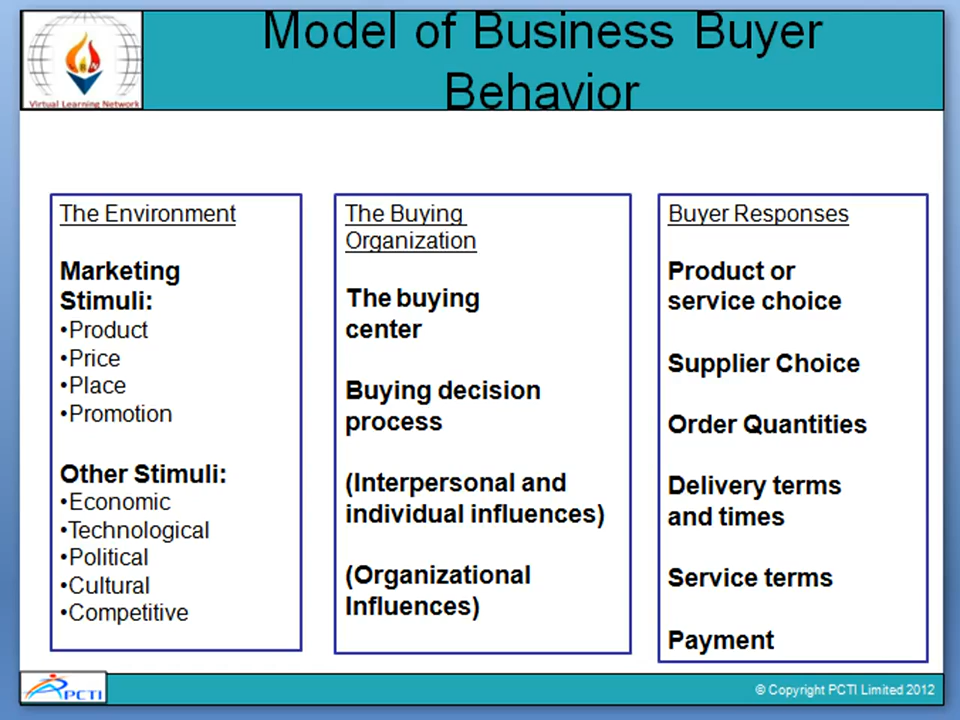 Model of Business Buyer
Behavior
Virtual Learning Network
The Environment
Marketing
Stimuli:
•Product
•Price
•Place
•Promotion
Other Stimuli:
•Economic
•Technological
•Political
•Cultural
•Competitive
The Buying
Organization
The buying
center
Buying decision
process
(Interpersonal and
individual influences)
(Organizational
Influences)
Buyer Responses
Product or
service choice
Supplier Choice
Order Quantities
Delivery terms
and times
Service terms
Payment
PCTI
© Copyright PCTI Limited 2012